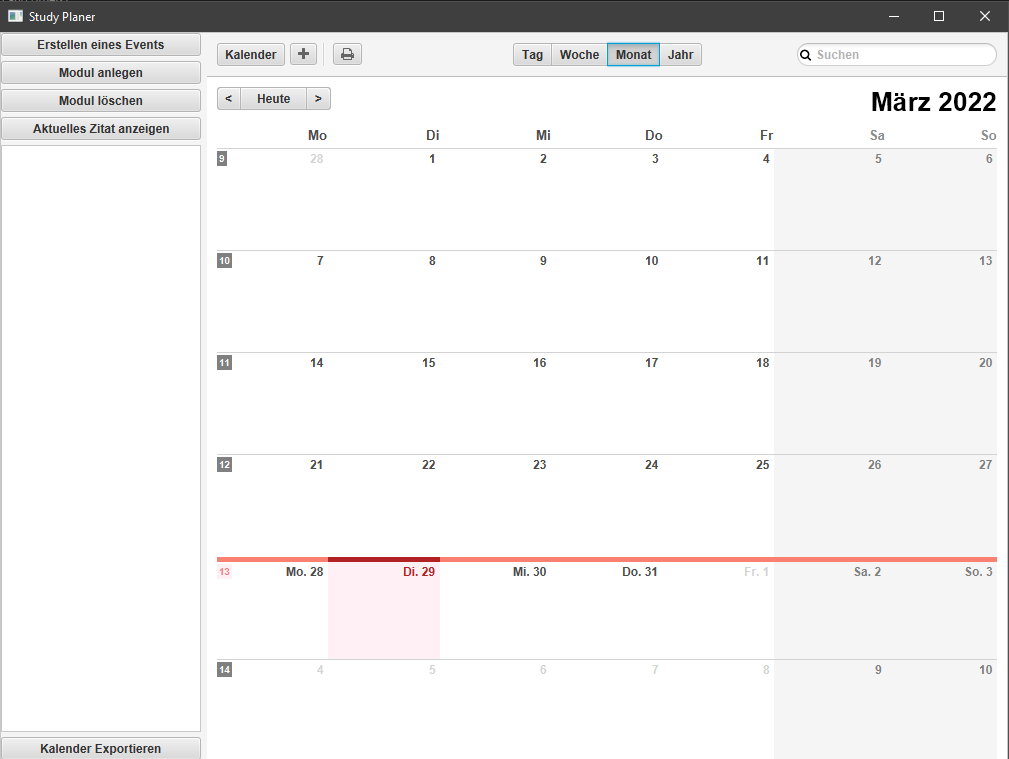 Study Planer
Erstellen eines Events
Modul anlegen
Modul löschen
Aktuelles Zitat anzeigen
Kalender Exportieren
Kalender + Tag Woche Monat Jahr Suchen
< Heute > März 2022
Mo Di Mi Do Fr Sa So
9 28 1 2 3 4 5 6
10 7 8 9 10 11 12 13
11 14 15 16 17 18 19 20
12 21 22 23 24 25 26 27
13 Mo. 28 Di. 29 Mi. 30 Do. 31 Fr. 1 Sa. 2 So. 3
14 4 5 6 7 8 9 10